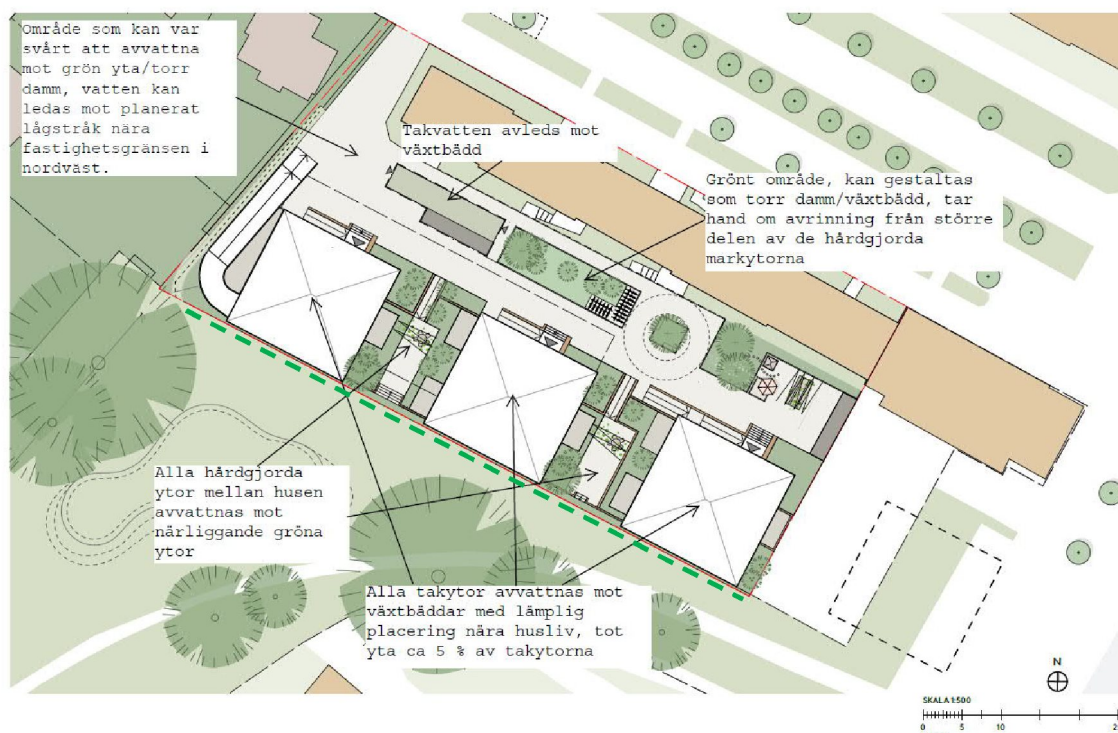 Område som kan var
svårt att avvattna
mot grön yta/torr
damm, vatten kan
ledas mot planerat
lågstråk nära
fastighetsgränsen i
nordväst.
Takvatten avleds mot
växtbädd
Grönt område, kan gestaltas
som torr damm/växtbädd, tar
hand om avrinning från större
delen av de hårdgjorda
markytorna
Alla hårdgjorda
ytor mellan husen
avvattnas mot
närliggande gröna
ytor
Alla takytor avvattnas mot
växtbäddar med lämplig
placering nära husliv, tot
yta ca 5 % av takytorna
N
SKALA 1:500
0 5 10